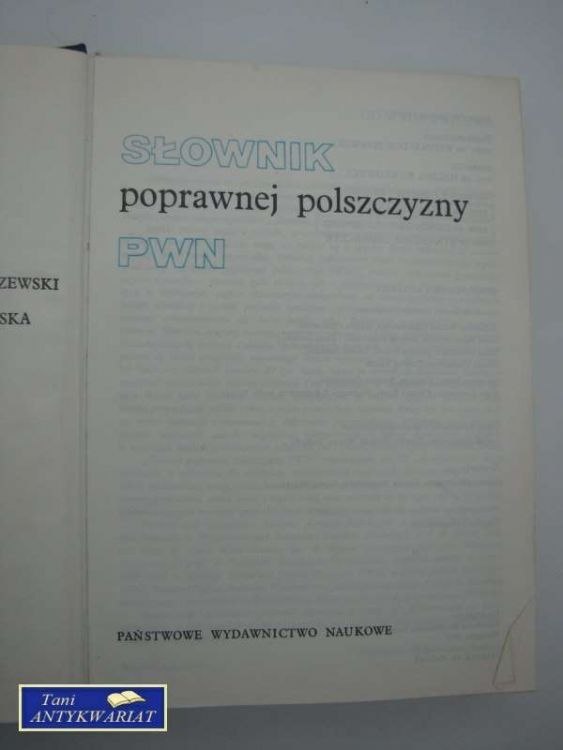 ZEWSKI
SKA
SŁOWNIK
poprawnej polszczyzny
PWN
PAŃSTWOWE WYDAWNICTWO NAUKOWE
Tani
ANTYKWARIAT